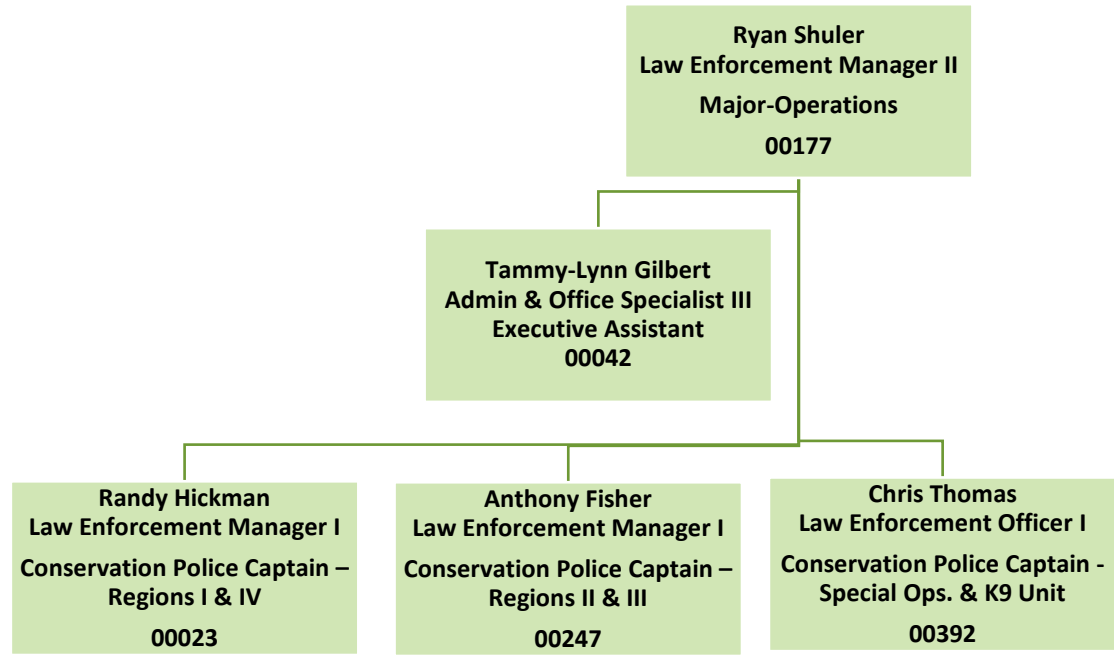 Ryan Shuler
Law Enforcement Manager II
Major-Operations
00177
Tammy-Lynn Gilbert
Admin & Office Specialist III
Executive Assistant
00042
Randy Hickman
Law Enforcement Manager I
Conservation Police Captain –
Regions I & IV
00023
Anthony Fisher
Law Enforcement Manager I
Conservation Police Captain –
Regions II & III
00247
Chris Thomas
Law Enforcement Officer I
Conservation Police Captain -
Special Ops. & K9 Unit
00392